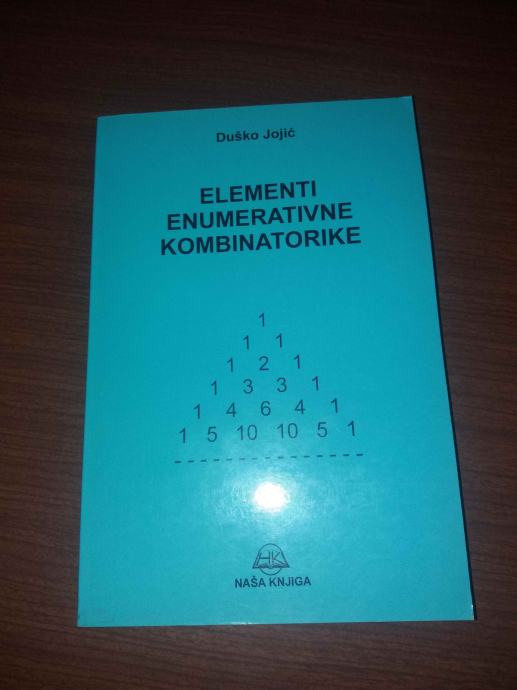 Duško Jojić
ELEMENTI
ENUMERATIVNE
KOMBINATORIKE
1
1 1
1 2 1
1 3 3 1
1 4 6 4 1
1 5 10 10 5 1
НК
NAŠA KNJIGA